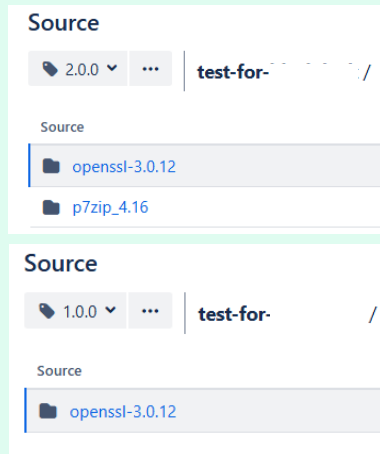 Source
2.0.0 ... test-for- /
Source
openssl-3.0.12
p7zip_4.16
Source
1.0.0 ... test-for- /
Source
openssl-3.0.12